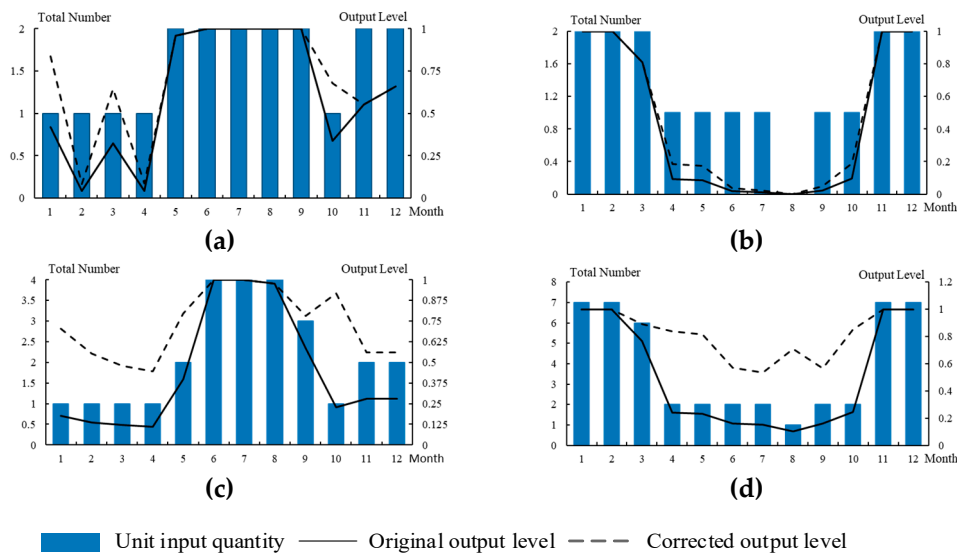 Total Number Output Level
2 1
1.5 0.75
1 0.5
0.5 0.25
0 0
1 2 3 4 5 6 7 8 9 10 11 12 Month
(a)
Total Number Output Level
2 1
1.6 0.8
1.2 0.6
0.8 0.4
0.4 0.2
0 0
1 2 3 4 5 6 7 8 9 10 11 12 Month
(b)
Total Number Output Level
4 1
3.5 0.875
3 0.75
2.5 0.625
2 0.5
1.5 0.375
1 0.25
0.5 0.125
0 0
1 2 3 4 5 6 7 8 9 10 11 12 Month
(c)
Total Number Output Level
8 1.2
7 1
6 0.8
5 0.6
4 0.4
3 0.2
2 0
1
0
1 2 3 4 5 6 7 8 9 10 11 12 Month
(d)
Unit input quantity Original output level Corrected output level